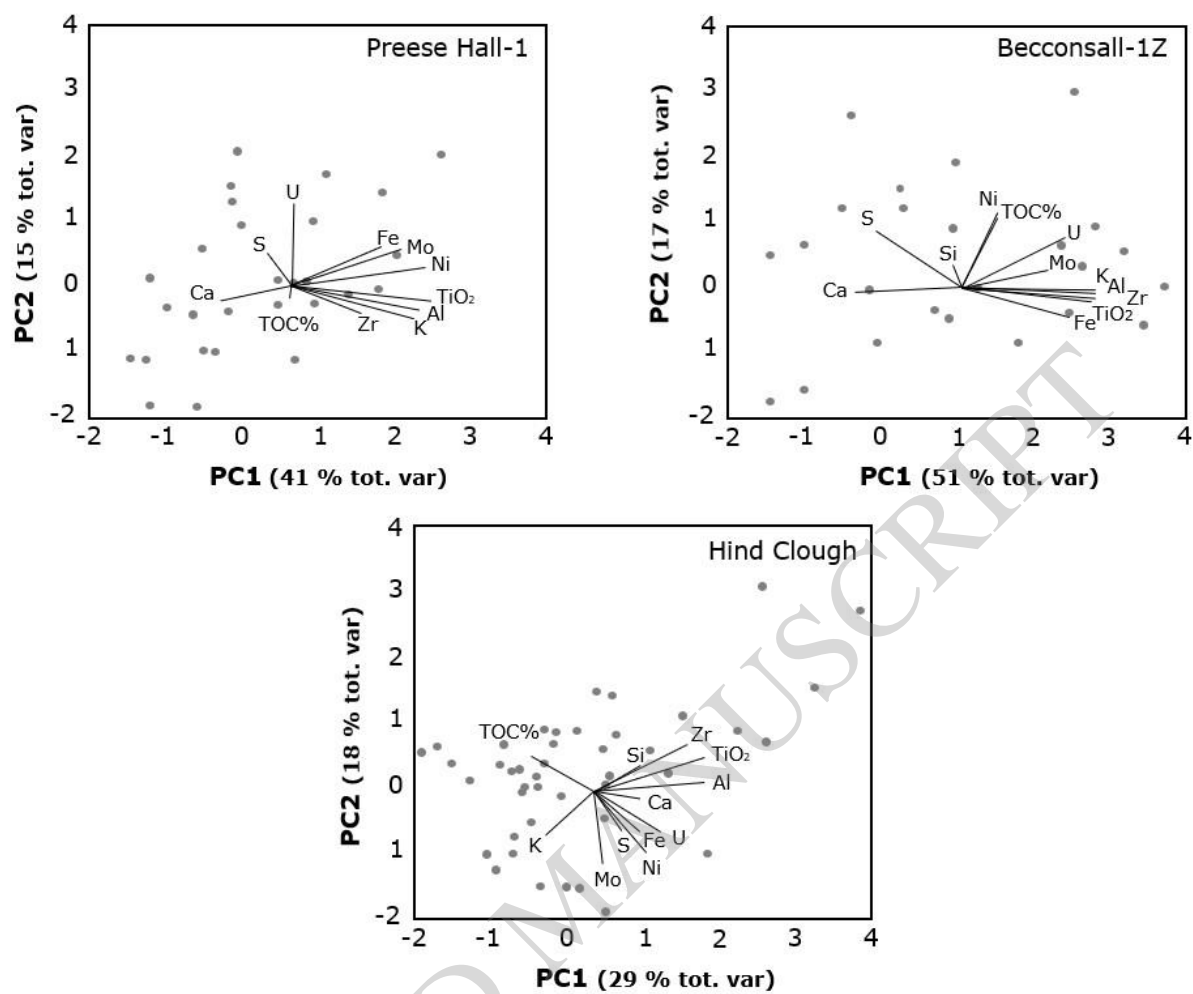 Preese Hall-1
4
3
2
1
0
1
-2
PC2 (15 % tot. var)
U
S
Fe
Mo
Ni
Ca
TiO₂
TOC%
Al
Zr
K
-2
-1
0
1
2
3
4
PC1 (41 % tot. var)
Becconsall-1Z
4
3
2
1
0
1
-2
PC2 (17 % tot. var)
Ni
TOC%
S
U
Si
Mo
K
Al
Ca
Zr
TiO₂
Fe
-2
-1
0
1
2
3
4
PC1 (51 % tot. var)
Hind Clough
4
3
2
1
0
1
-2
PC2 (18 % tot. var)
TOC%
Zr
Si
TiO₂
Al
Ca
K
S
Fe
U
Ni
Mo
-2
-1
0
1
2
3
4
PC1 (29 % tot. var)
MANUSCRIPT